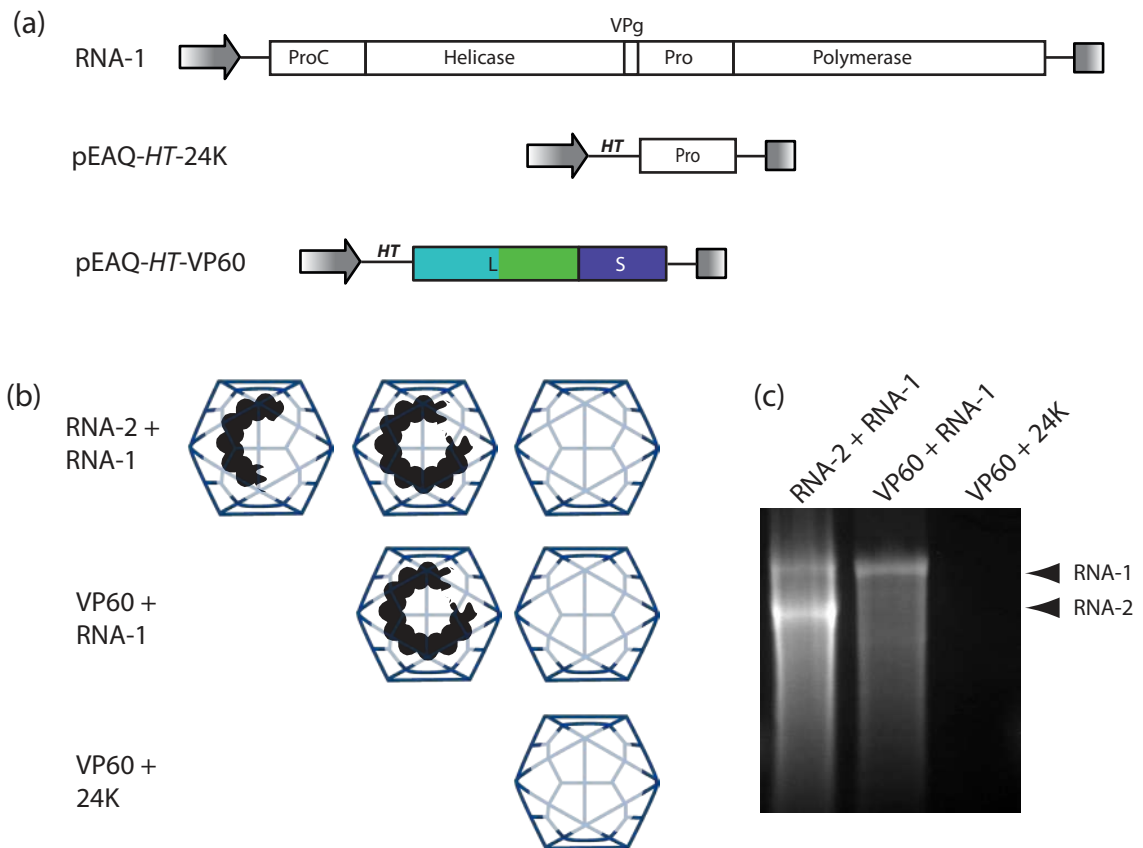 (a)
RNA-1
VPg
ProC Helicase Pro Polymerase
pEAQ-HT-24K
HT
Pro
pEAQ-HT-VP60
HT
L S
(b)
RNA-2 +
RNA-1
VP60 +
RNA-1
VP60 +
24K
(c)
RNA-2 + RNA-1
VP60 + RNA-1
VP60 + 24K
RNA-1
RNA-2